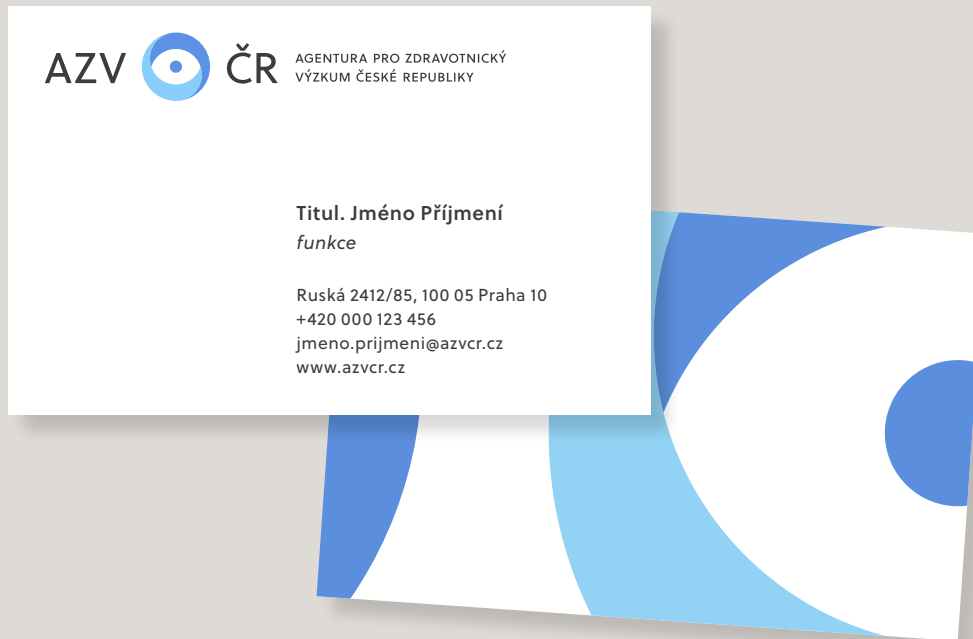 AZV ČR
AGENTURA PRO ZDRAVOTNICKÝ
VÝZKUM ČESKÉ REPUBLIKY
Titul. Jméno Příjmení
funkce
Ruská 2412/85, 100 05 Praha 10
+420 000 123 456
jmeno.prijmeni@azvcr.cz
www.azvcr.cz